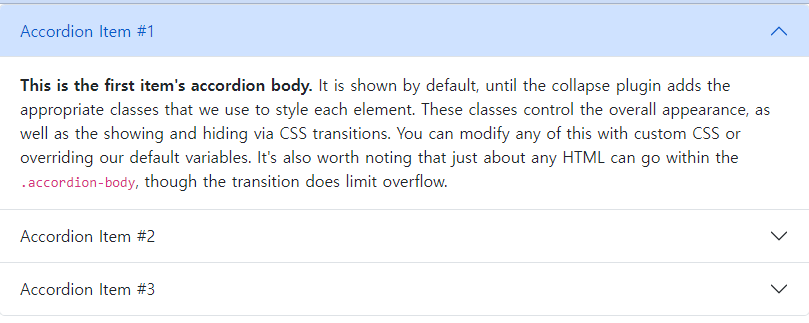 Accordion Item #1
This is the first item's accordion body. It is shown by default, until the collapse plugin adds the
appropriate classes that we use to style each element. These classes control the overall appearance, as
well as the showing and hiding via CSS transitions. You can modify any of this with custom CSS or
overriding our default variables. It's also worth noting that just about any HTML can go within the
.accordion-body, though the transition does limit overflow.
Accordion Item #2
Accordion Item #3